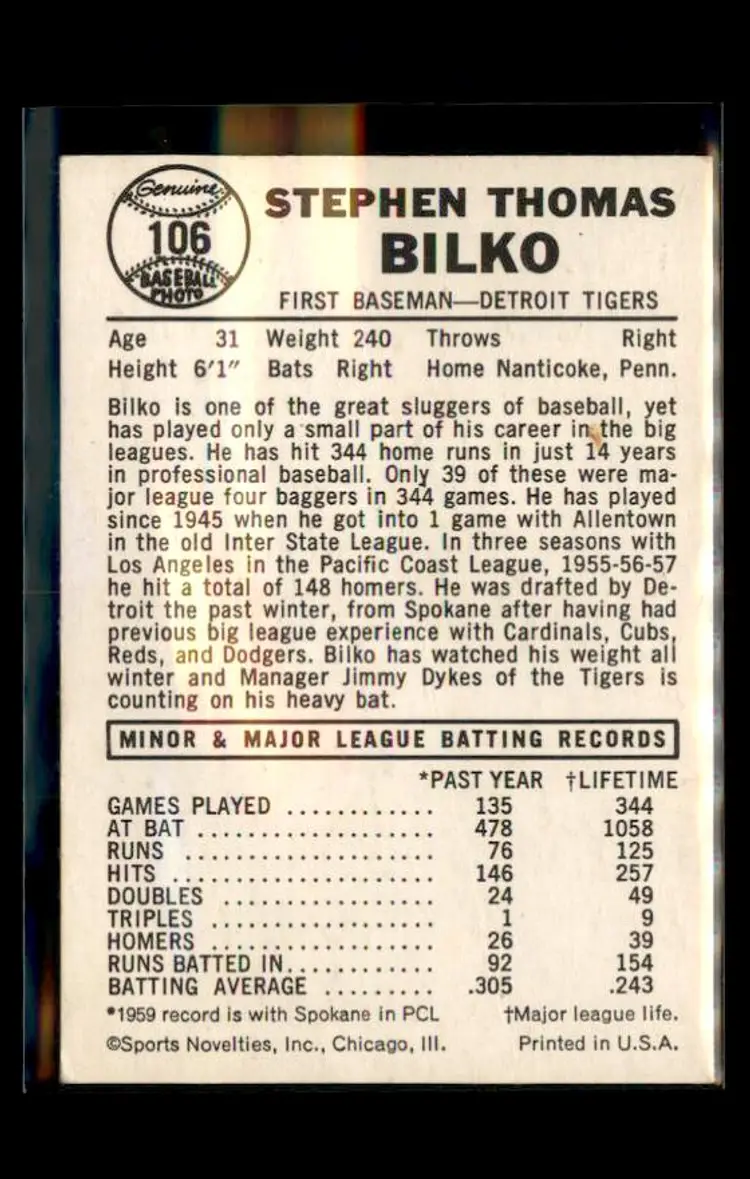 Genuine
106
BASEBALL
PHOTO
STEPHEN THOMAS
BILKO
FIRST BASEMAN—DETROIT TIGERS
Age 31 Weight 240 Throws Right
Height 6'1" Bats Right Home Nanticoke, Penn.
Bilko is one of the great sluggers of baseball, yet
has played only a small part of his career in the big
leagues. He has hit 344 home runs in just 14 years
in professional baseball. Only 39 of these were ma-
jor league four baggers in 344 games. He has played
since 1945 when he got into 1 game with Allentown
in the old Inter State League. In three seasons with
Los Angeles in the Pacific Coast League, 1955-56-57
he hit a total of 148 homers. He was drafted by De-
troit the past winter, from Spokane after having had
previous big league experience with Cardinals, Cubs,
Reds, and Dodgers. Bilko has watched his weight all
winter and Manager Jimmy Dykes of the Tigers is
counting on his heavy bat.
MINOR & MAJOR LEAGUE BATTING RECORDS
*PAST YEAR †LIFETIME
GAMES PLAYED ............ 135 344
AT BAT ................... 478 1058
RUNS .................... 76 125
HITS ..................... 146 257
DOUBLES ................. 24 49
TRIPLES .................. 1 9
HOMERS .................. 26 39
RUNS BATTED IN............ 92 154
BATTING AVERAGE ......... .305 .243
*1959 record is with Spokane in PCL †Major league life.
©Sports Novelties, Inc., Chicago, Ill. Printed in U.S.A.